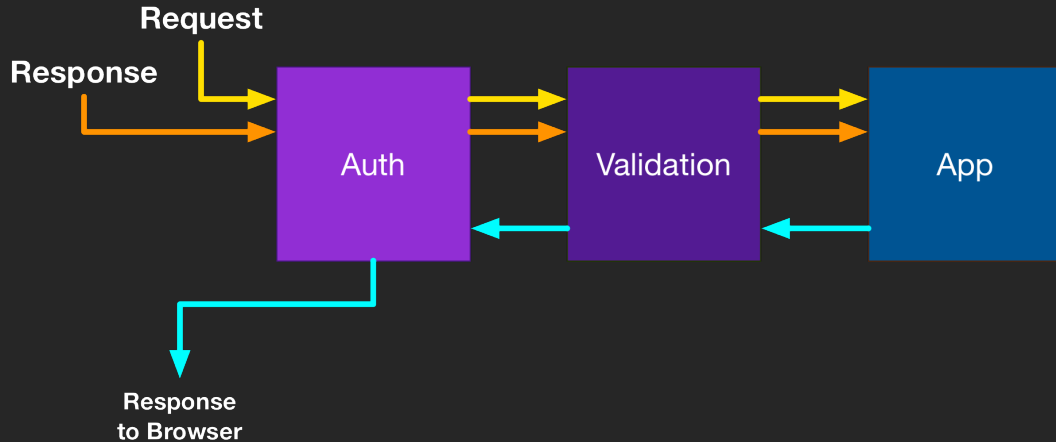 Request
Response
Auth
Validation
App
Response
to Browser